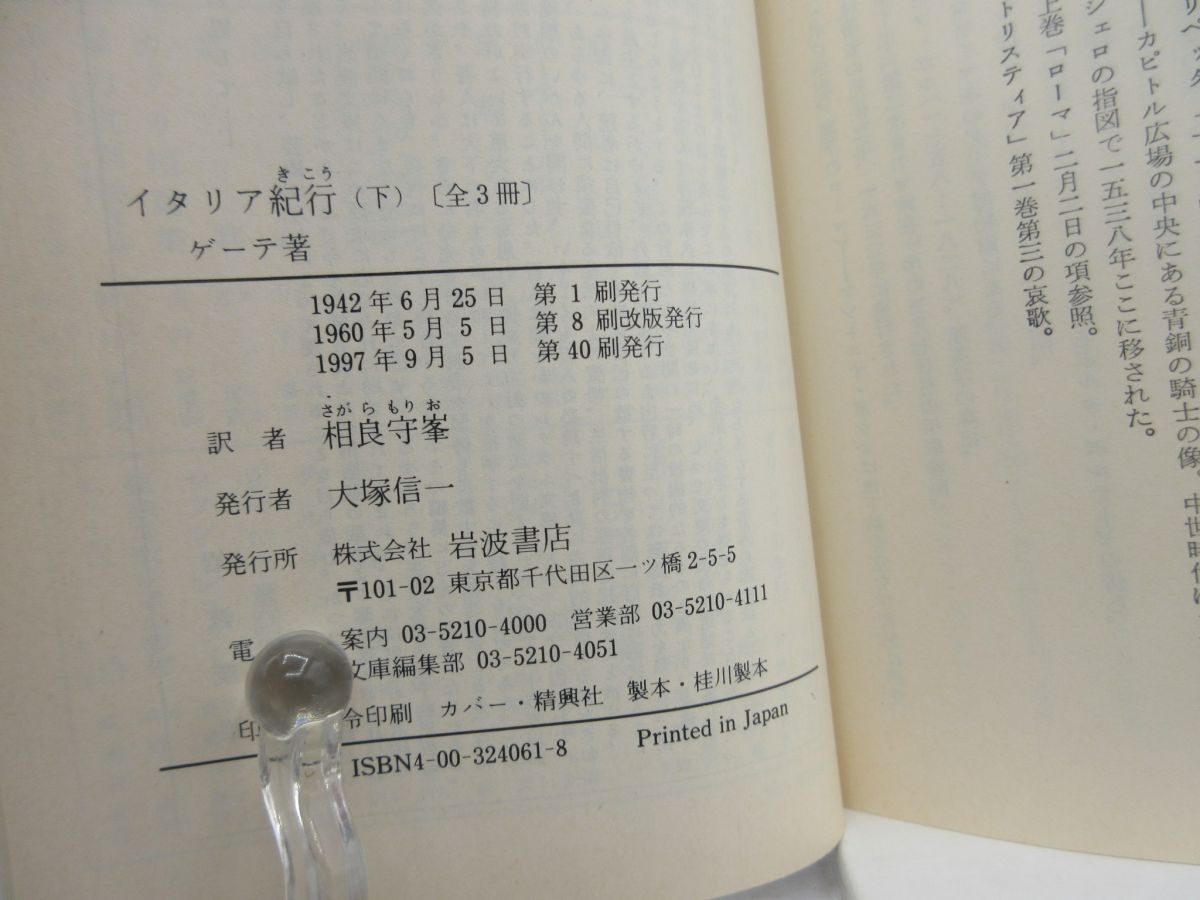 きこう
イタリア紀行（下）〔全3冊〕
ゲーテ著
1942年6月25日 第1刷発行
1960年5月5日 第8刷改版発行
1997年9月5日 第40刷発行
さがらもりお
訳者 相良守峯
発行者 大塚信一
発行所 株式会社 岩波書店
〒101-02 東京都千代田区一ツ橋2-5-5
電 案内 03-5210-4000 営業部 03-5210-4111
文庫編集部 03-5210-4051
印 令印刷 カバー・精興社 製本・桂川製本
ISBN4-00-324061-8 Printed in Japan
――カピトル広場の中央にある青銅の騎士の像。中世時代は
シェロの指図で一五三八年ここに移された。
上巻「ローマ」二月二日の項参照。
トリスティア」第一巻第三の哀歌。